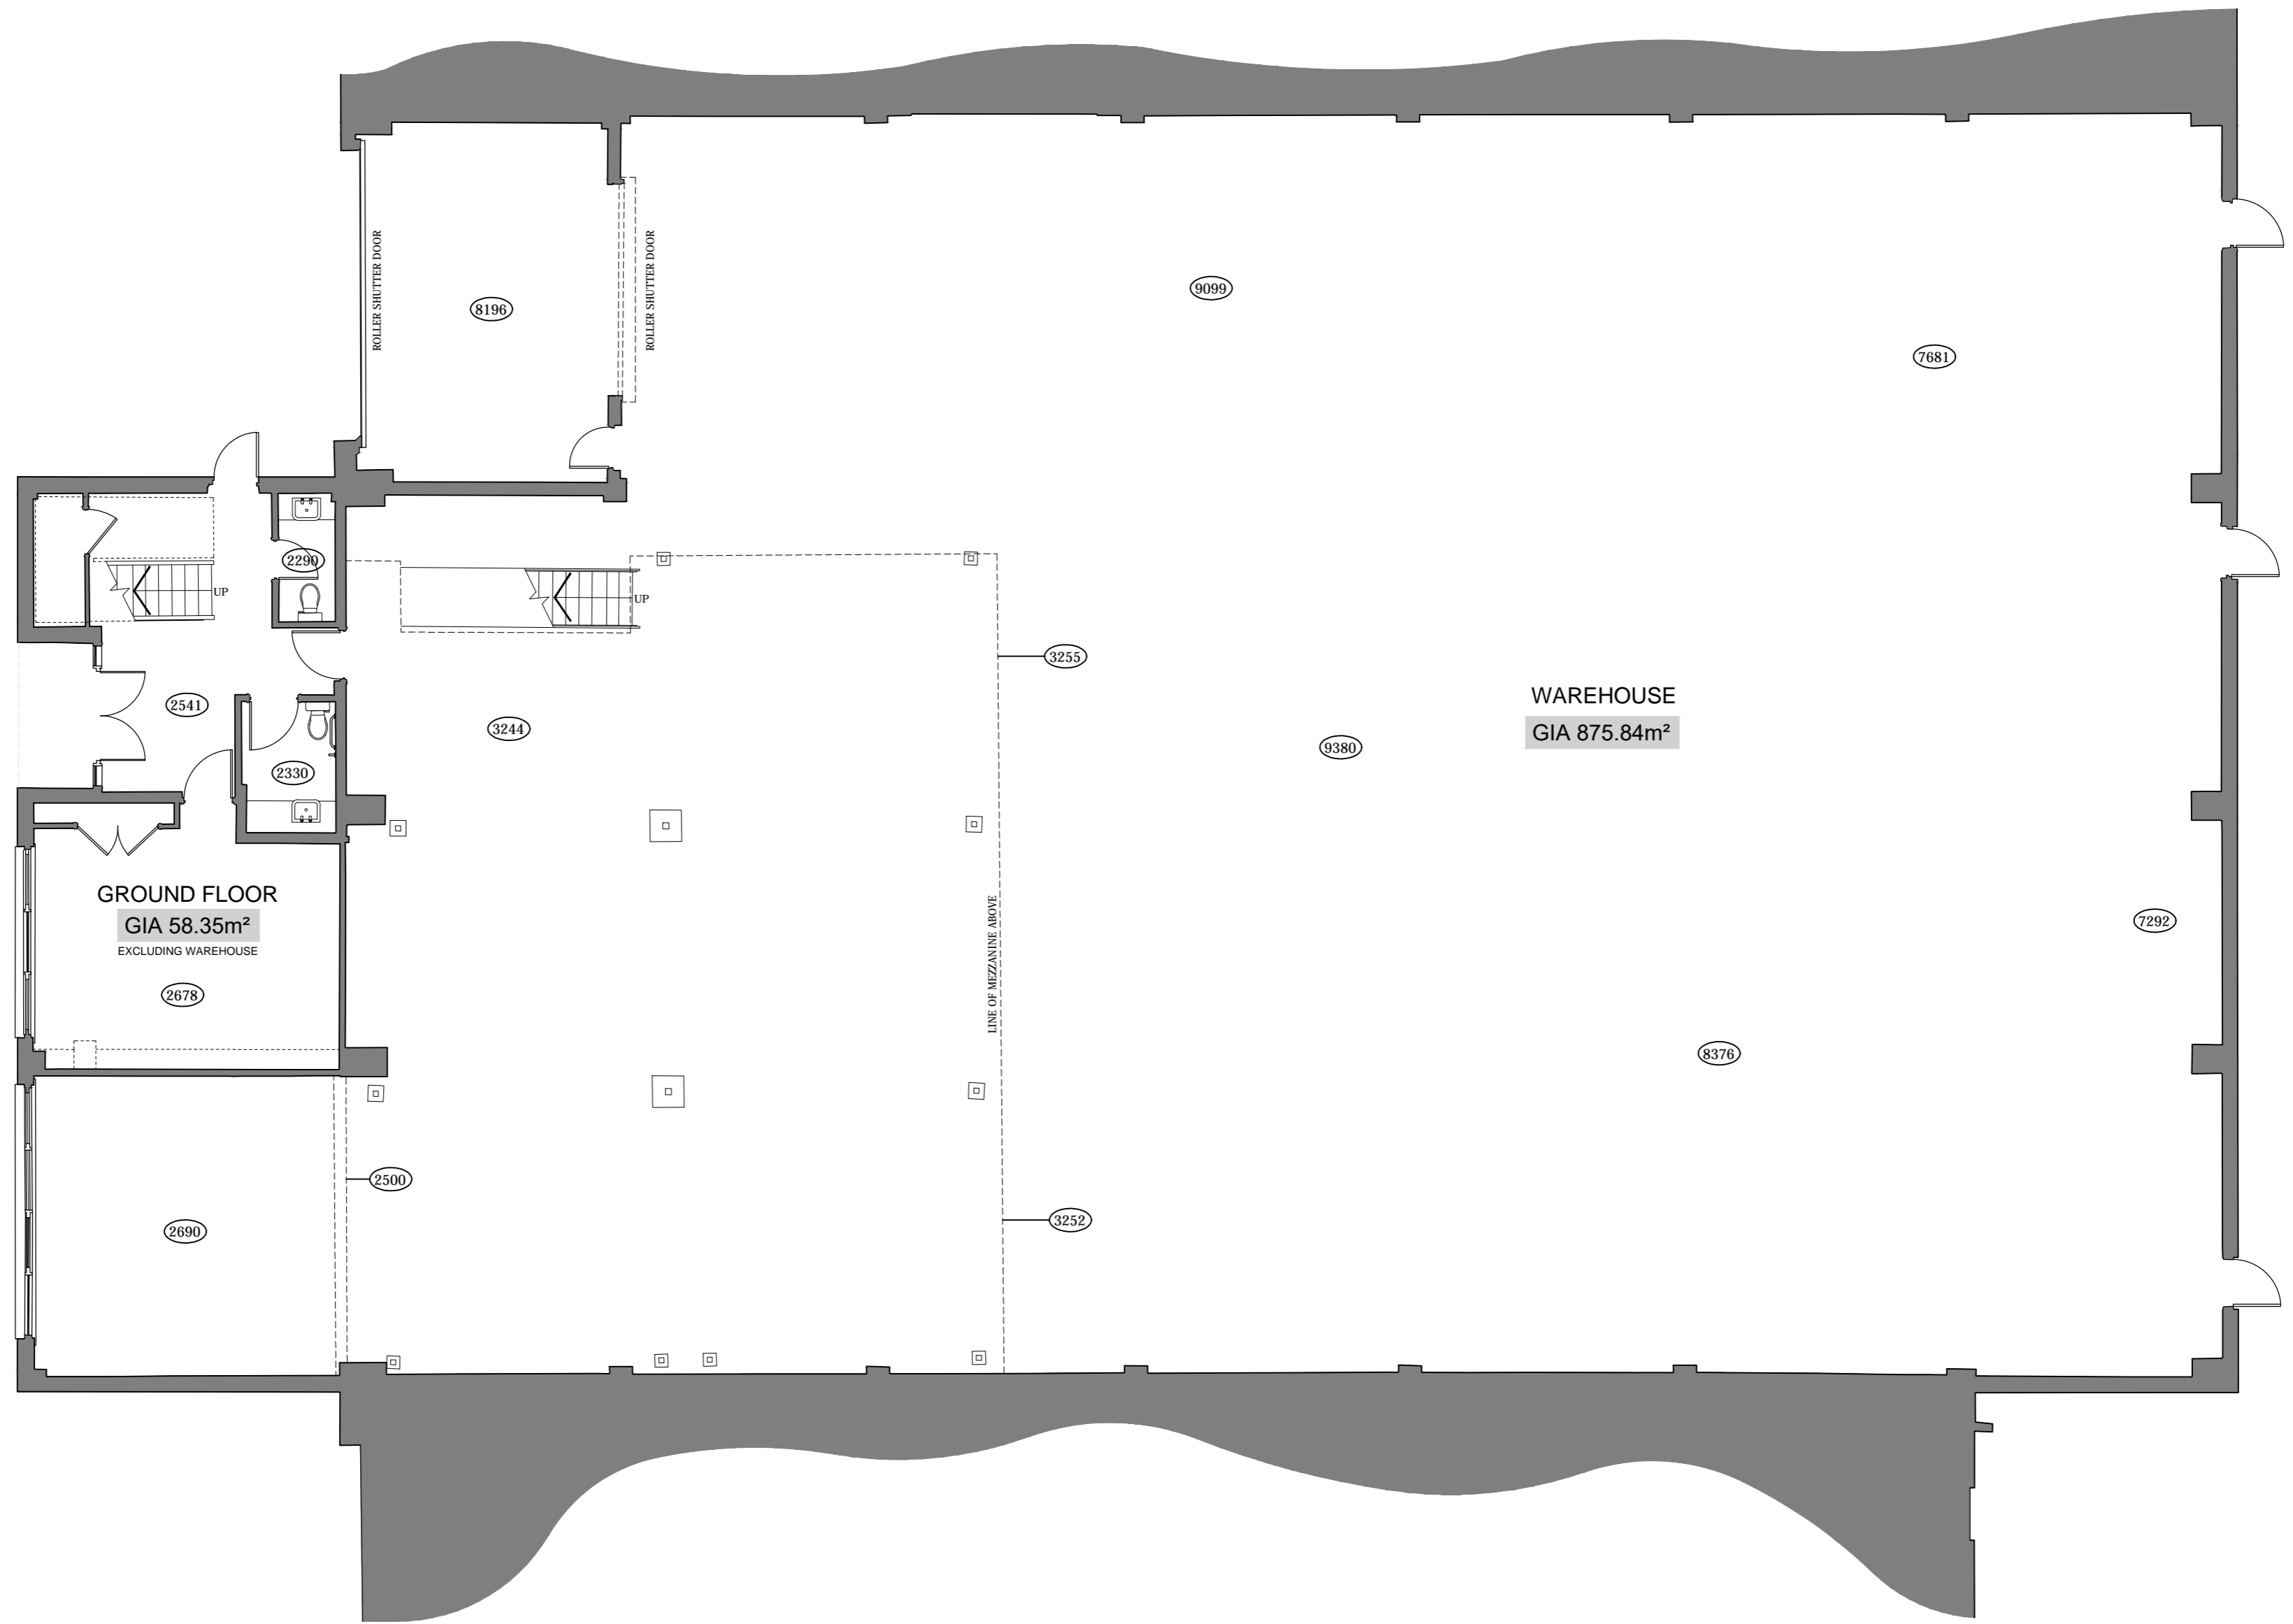 ROLLER SHUTTER DOOR
ROLLER SHUTTER DOOR
8196
9099
7681
2290
UP
UP
3255
2541
3244
WAREHOUSE
GIA 875.84m²
9380
2330
GROUND FLOOR
GIA 58.35m²
EXCLUDING WAREHOUSE
LINE OF MEZZANINE ABOVE
7292
2678
8376
2500
2690
3252